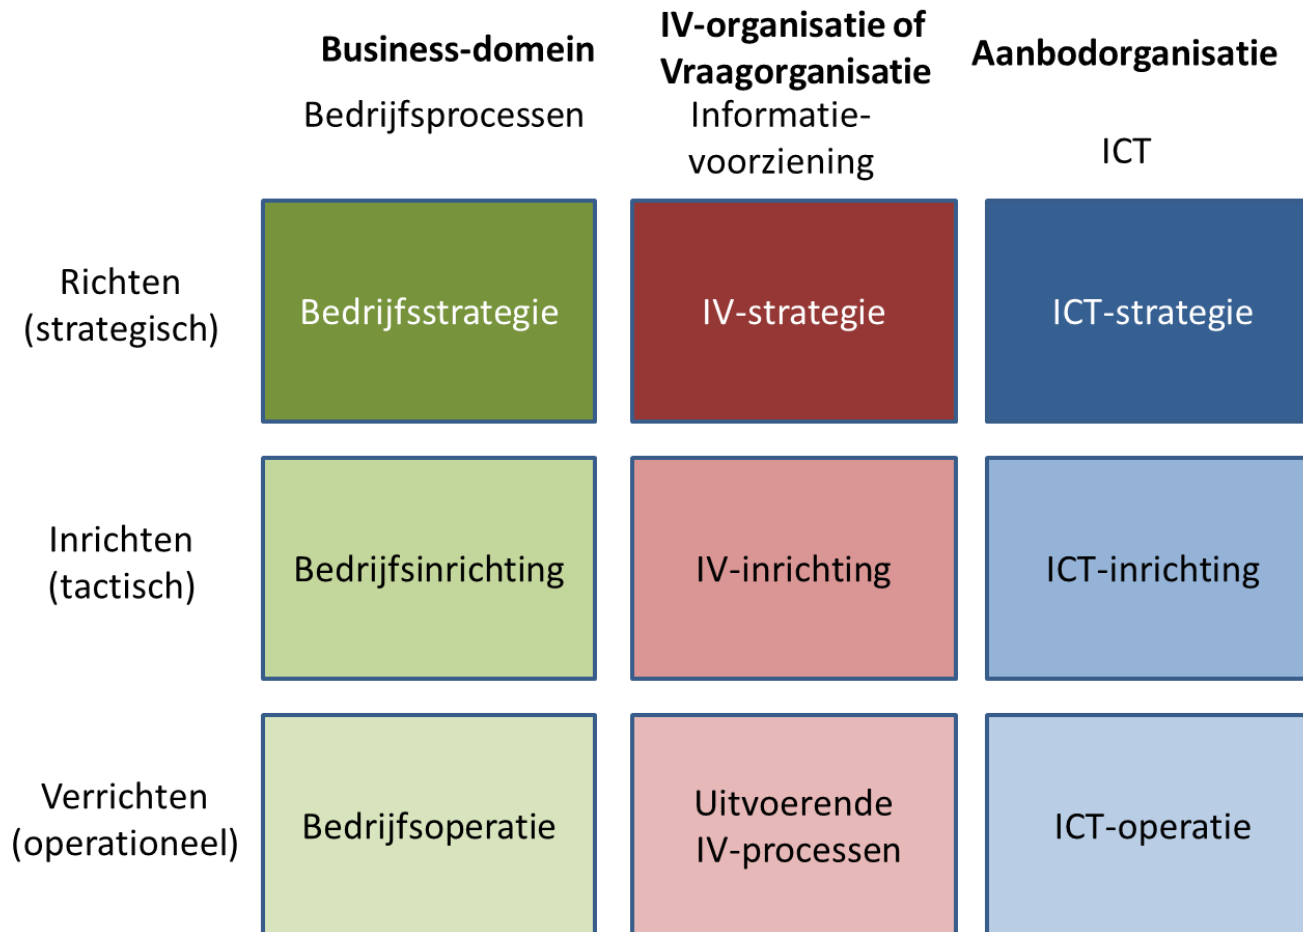 Business-domein
IV-organisatie of
Vraagorganisatie
Aanbodorganisatie
Bedrijfsprocessen
Informatie-
voorziening
ICT
Richten
(strategisch)
Bedrijfsstrategie
IV-strategie
ICT-strategie
Inrichten
(tactisch)
Bedrijfsinrichting
IV-inrichting
ICT-inrichting
Verrichten
(operationeel)
Bedrijfsoperatie
Uitvoerende
IV-processen
ICT-operatie